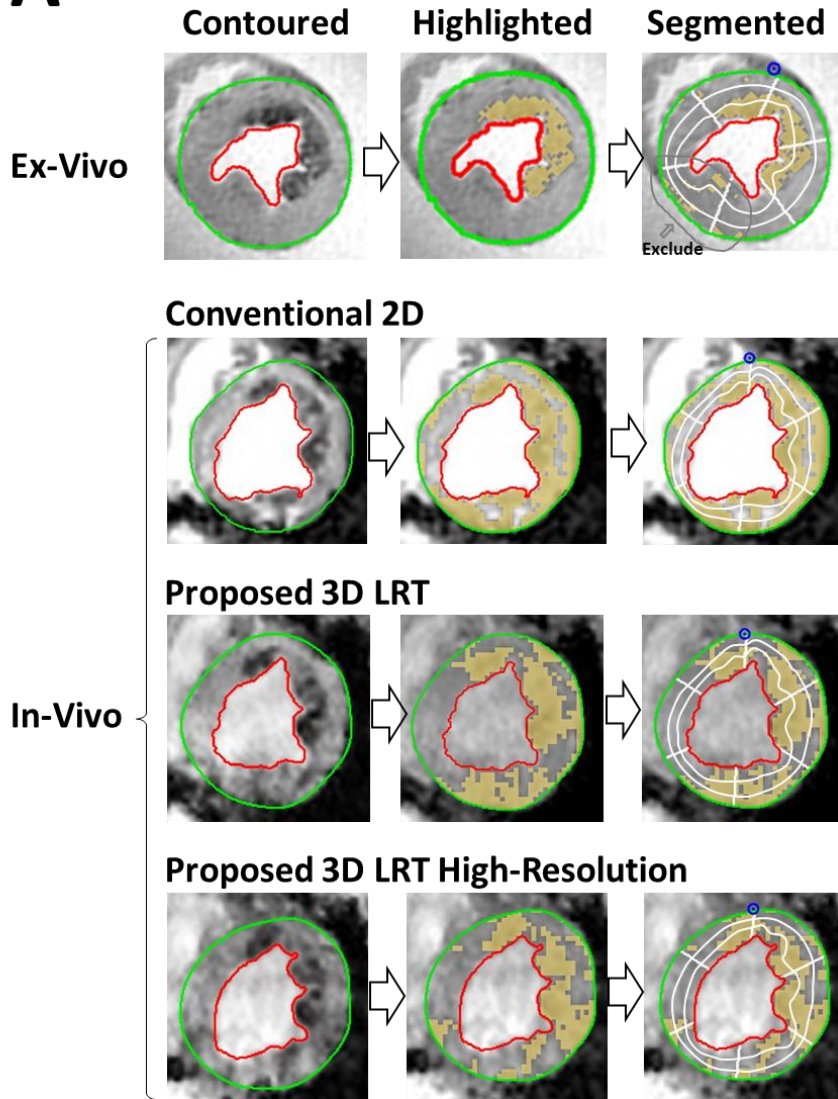 Contoured Highlighted Segmented
Ex-Vivo
Exclude
Conventional 2D
Proposed 3D LRT
In-Vivo
Proposed 3D LRT High-Resolution